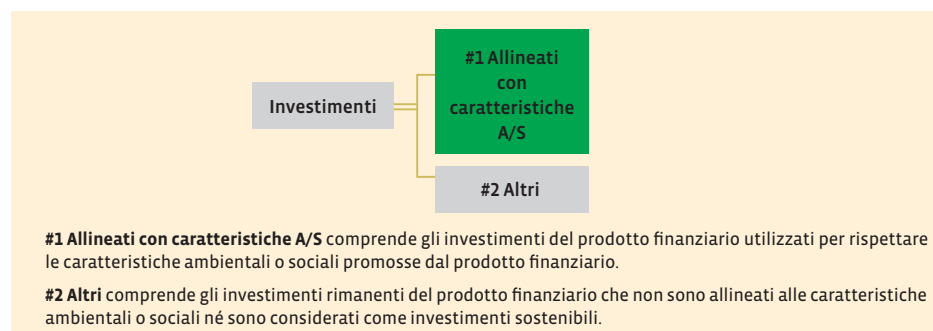 #1 Allineati
con
caratteristiche
A/S
Investimenti
#2 Altri
#1 Allineati con caratteristiche A/S comprende gli investimenti del prodotto finanziario utilizzati per rispettare
le caratteristiche ambientali o sociali promosse dal prodotto finanziario.
#2 Altri comprende gli investimenti rimanenti del prodotto finanziario che non sono allineati alle caratteristiche
ambientali o sociali né sono considerati come investimenti sostenibili.